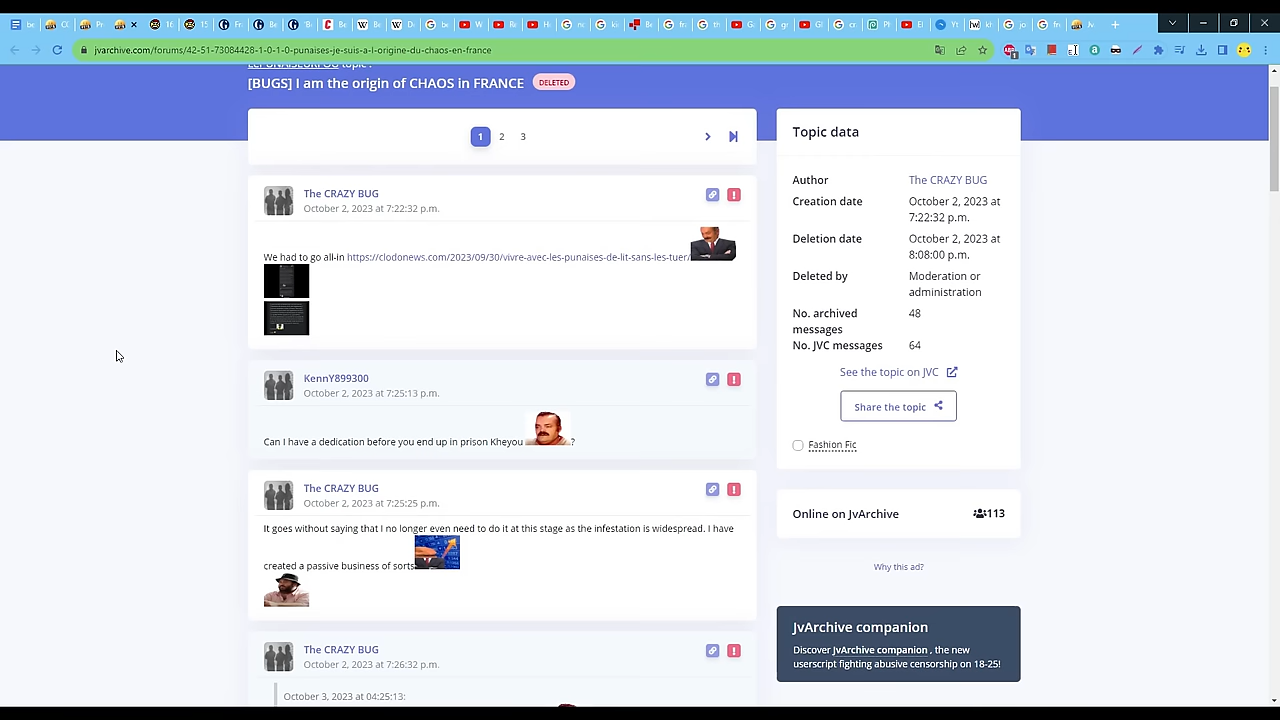 jvarchive.com/forums/42-51-73084428-1-0-1-0-punaises-je-suis-a-l-origine-du-chaos-en-france
[BUGS] I am the origin of CHAOS in FRANCE DELETED
1 2 3
The CRAZY BUG
October 2, 2023 at 7:22:32 p.m.
We had to go all-in https://clodonews.com/2023/09/30/vivre-avec-les-punaises-de-lit-sans-les-tuer/
KennY899300
October 2, 2023 at 7:25:13 p.m.
Can I have a dedication before you end up in prison Kheyou ?
The CRAZY BUG
October 2, 2023 at 7:25:25 p.m.
It goes without saying that I no longer even need to do it at this stage as the infestation is widespread. I have
created a passive business of sorts
The CRAZY BUG
October 2, 2023 at 7:26:32 p.m.
October 3, 2023 at 04:25:13:
Topic data
Author The CRAZY BUG
Creation date October 2, 2023 at
7:22:32 p.m.
Deletion date October 2, 2023 at
8:08:00 p.m.
Deleted by Moderation or
administration
No. archived
messages 48
No. JVC messages 64
See the topic on JVC
Share the topic
Fashion Fic
Online on JvArchive 113
Why this ad?
JvArchive companion
Discover JvArchive companion , the new
userscript fighting abusive censorship on 18-25!